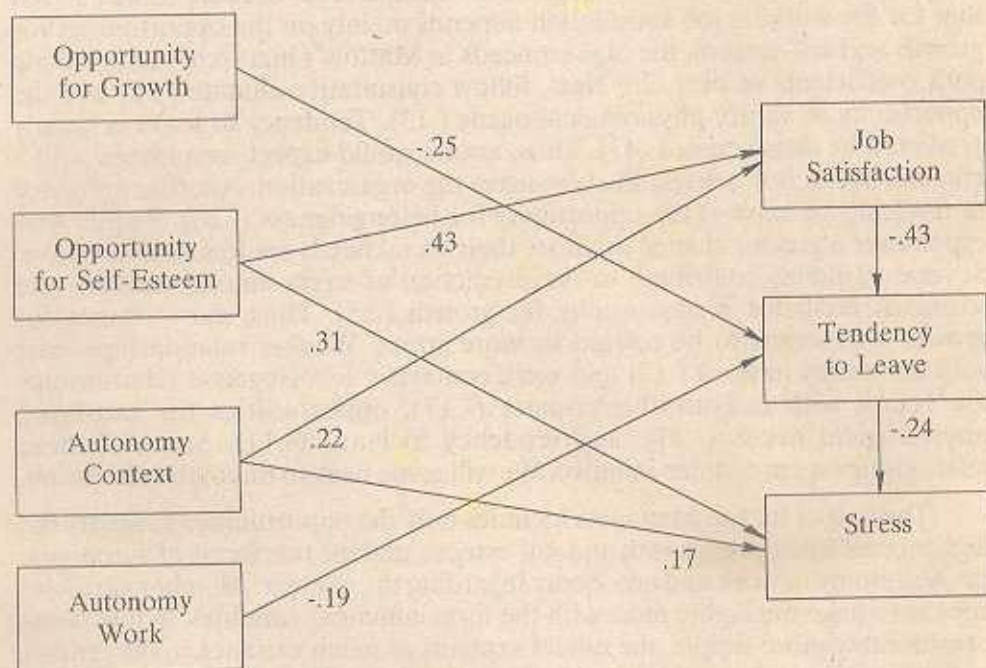 Opportunity
for Growth
-.25
Job
Satisfaction
Opportunity
for Self-Esteem
.43
-.43
.31
Tendency
to Leave
Autonomy
Context
.22
-.24
Stress
.17
Autonomy
Work
-.19